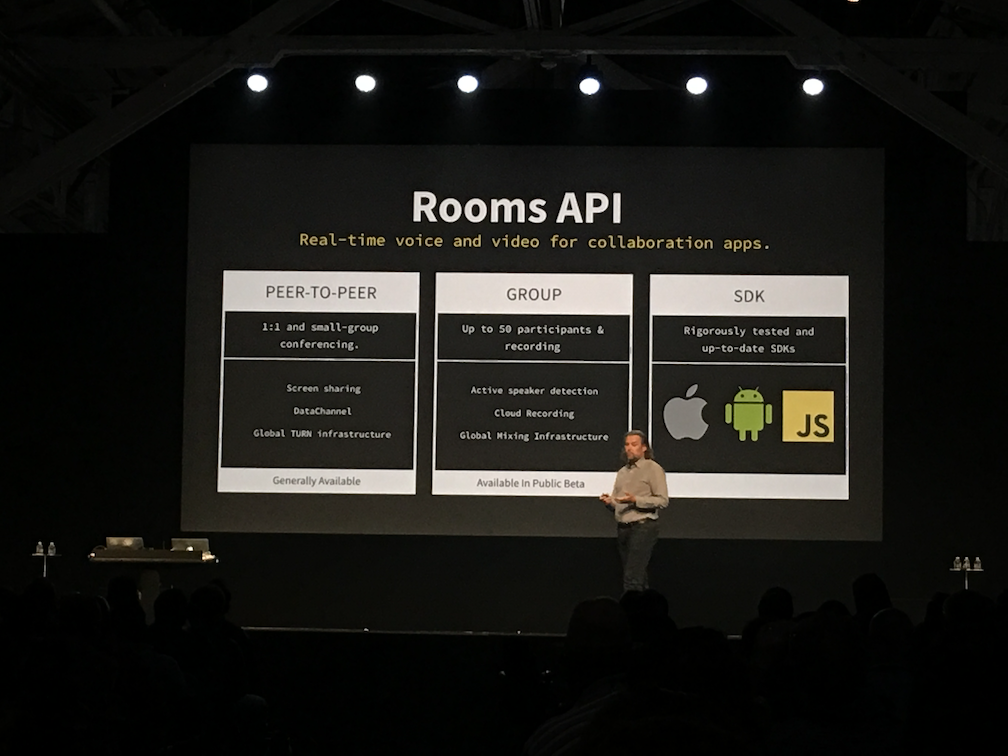 Rooms API
Real-time voice and video for collaboration apps.
PEER-TO-PEER
1:1 and small-group
conferencing.
Screen sharing
DataChannel
Global TURN infrastructure
Generally Available
GROUP
Up to 50 participants &
recording
Active speaker detection
Cloud Recording
Global Mixing Infrastructure
Available In Public Beta
SDK
Rigorously tested and
up-to-date SDKs
JS